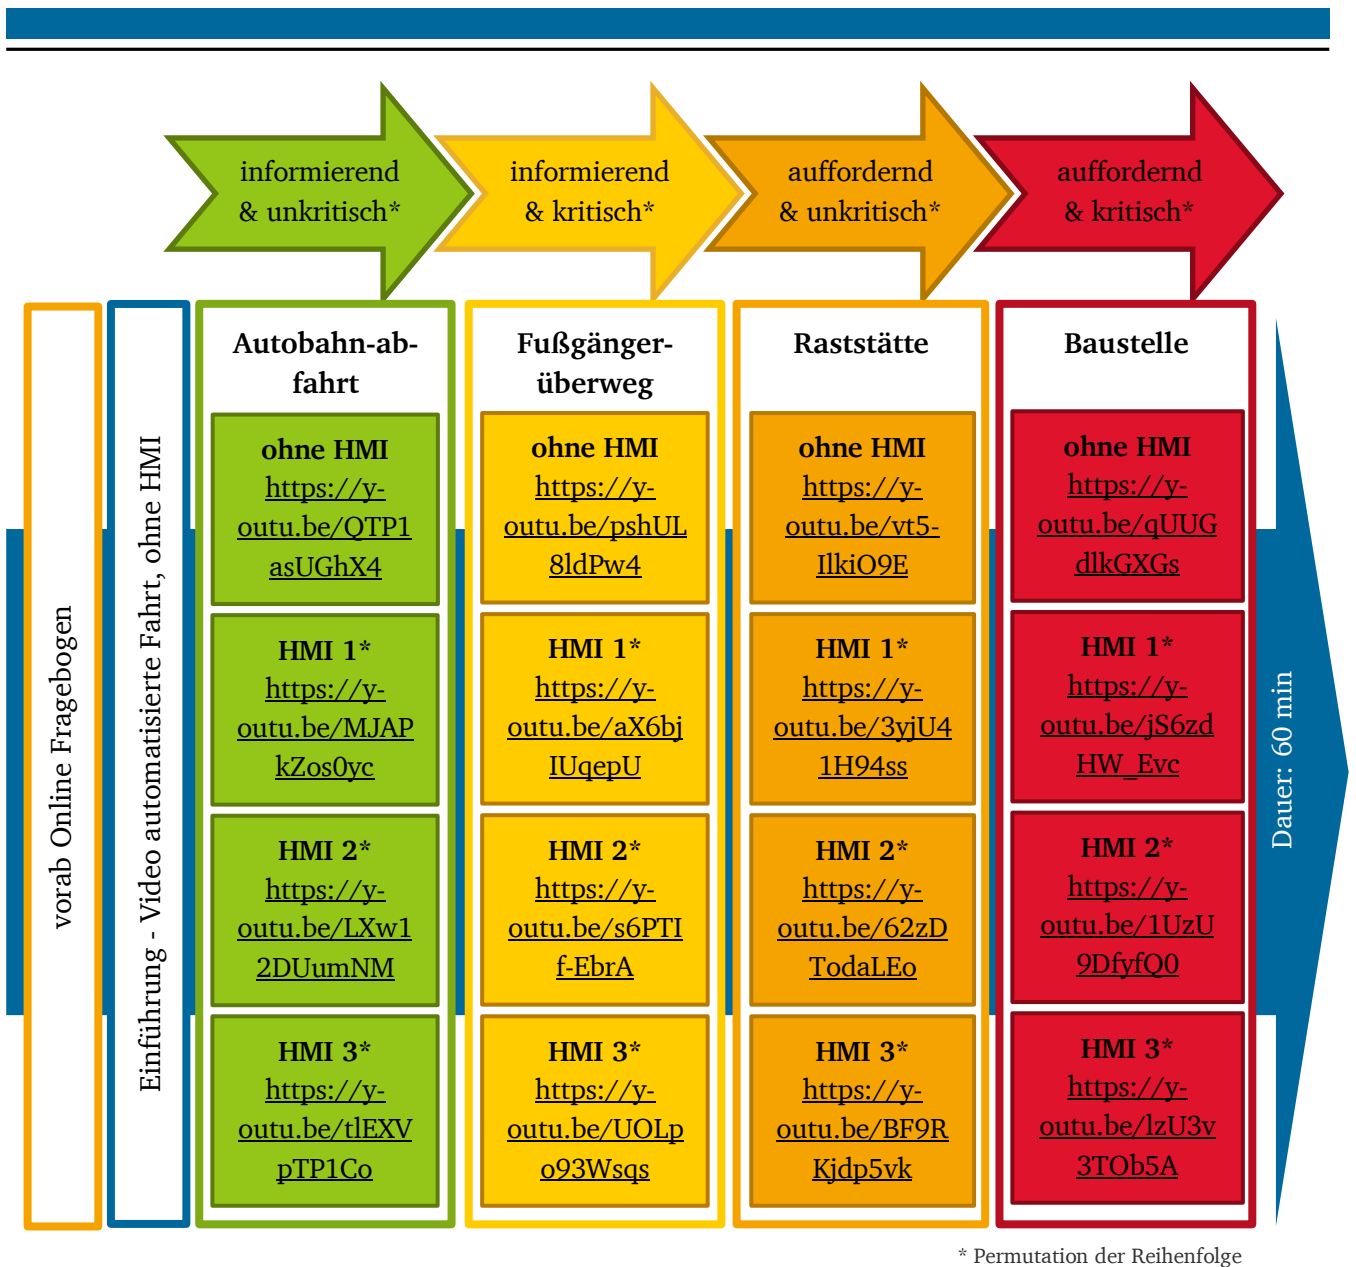 informierend
& unkritisch*
informierend
& kritisch*
auffordernd
& unkritisch*
auffordernd
& kritisch*
vorab Online Fragebogen
Einführung - Video automatisierte Fahrt, ohne HMI
Autobahn-ab-
fahrt
ohne HMI
https://y-
outu.be/QTP1
asUGhX4
HMI 1*
https://y-
outu.be/MJAP
kZos0yc
HMI 2*
https://y-
outu.be/LXw1
2DUumNM
HMI 3*
https://y-
outu.be/tlEXV
pTP1Co
Fußgänger-
überweg
ohne HMI
https://y-
outu.be/pshUL
8ldPw4
HMI 1*
https://y-
outu.be/aX6bj
IUqepU
HMI 2*
https://y-
outu.be/s6PTI
f-EbrA
HMI 3*
https://y-
outu.be/UOLp
o93Wsqs
Raststätte
ohne HMI
https://y-
outu.be/vt5-
IlkiO9E
HMI 1*
https://y-
outu.be/3yjU4
1H94ss
HMI 2*
https://y-
outu.be/62zD
TodaLEo
HMI 3*
https://y-
outu.be/BF9R
Kjdp5vk
Baustelle
ohne HMI
https://y-
outu.be/qUUG
dlkGXGs
HMI 1*
https://y-
outu.be/jS6zd
HW_Evc
HMI 2*
https://y-
outu.be/1UzU
9DfyfQ0
HMI 3*
https://y-
outu.be/lzU3v
3TOb5A
Dauer: 60 min
* Permutation der Reihenfolge